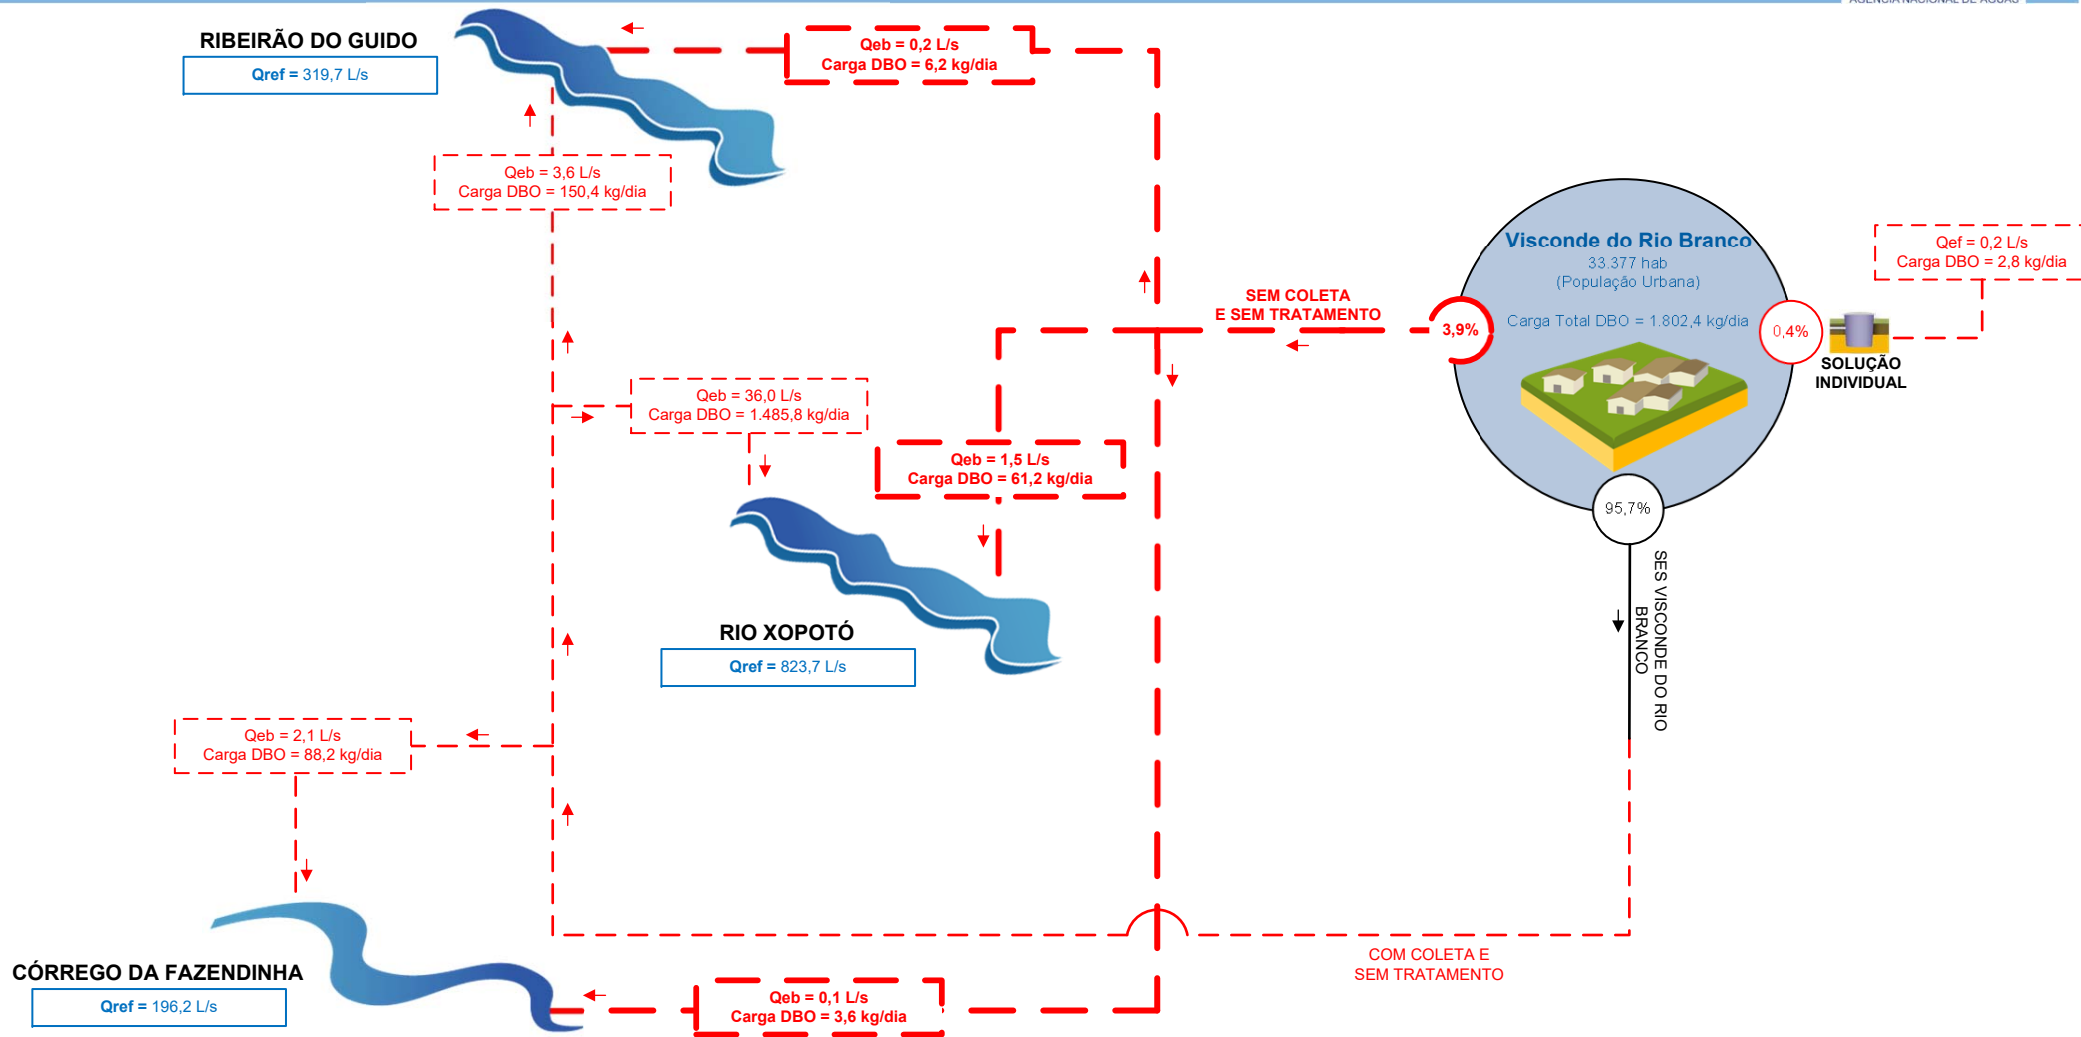 AGÊNCIA NACIONAL DE ÁGUAS
RIBEIRÃO DO GUIDO
Qref = 319,7 L/s
Qeb = 0,2 L/s
Carga DBO = 6,2 kg/dia
Qeb = 3,6 L/s
Carga DBO = 150,4 kg/dia
Visconde do Rio Branco
33.377 hab
(População Urbana)
Carga Total DBO = 1.802,4 kg/dia
Qef = 0,2 L/s
Carga DBO = 2,8 kg/dia
SEM COLETA
E SEM TRATAMENTO
3,9%
0,4%
SOLUÇÃO
INDIVIDUAL
Qeb = 36,0 L/s
Carga DBO = 1.485,8 kg/dia
Qeb = 1,5 L/s
Carga DBO = 61,2 kg/dia
95,7%
SES VISCONDE DO RIO
BRANCO
RIO XOPOTÓ
Qref = 823,7 L/s
Qeb = 2,1 L/s
Carga DBO = 88,2 kg/dia
COM COLETA E
SEM TRATAMENTO
CÓRREGO DA FAZENDINHA
Qref = 196,2 L/s
Qeb = 0,1 L/s
Carga DBO = 3,6 kg/dia